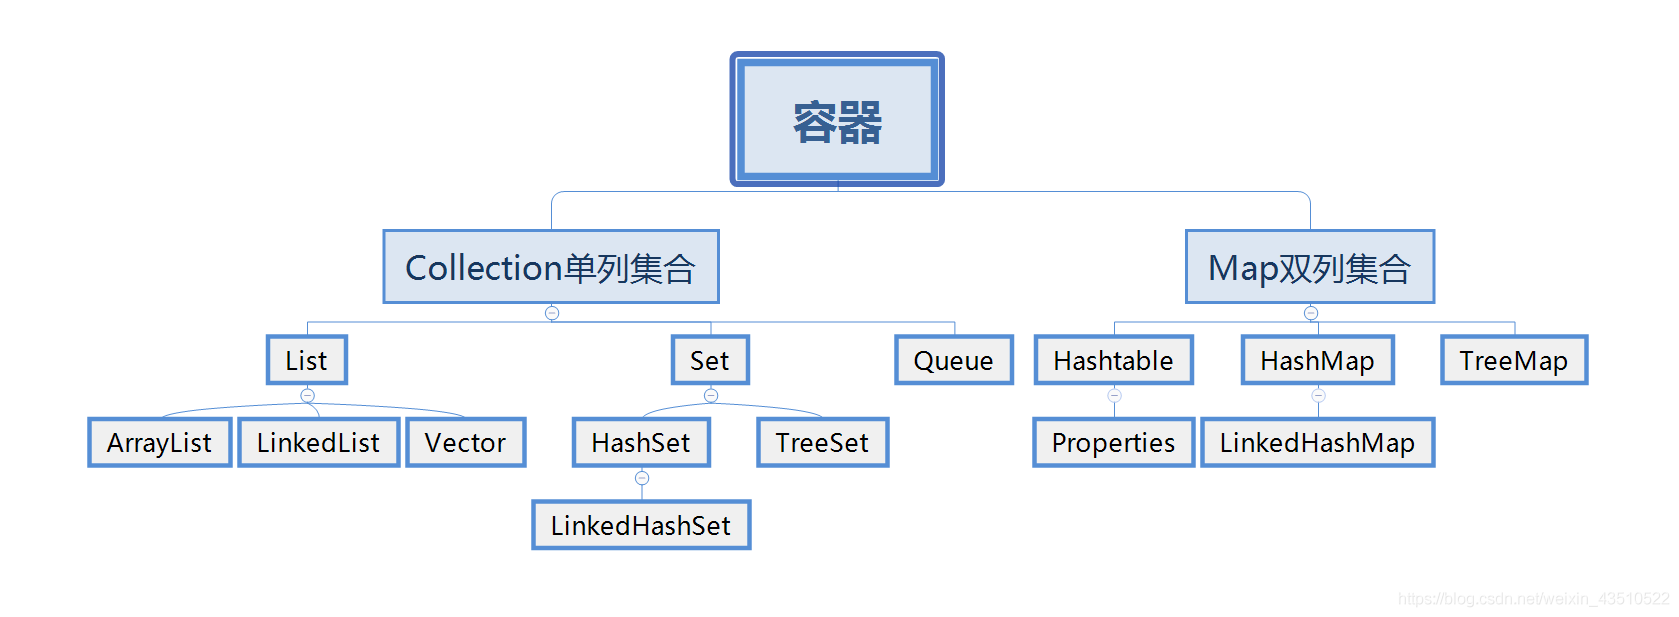 容器
Collection单列集合
Map双列集合
List
Set
Queue
Hashtable
HashMap
TreeMap
ArrayList
LinkedList
Vector
HashSet
TreeSet
Properties
LinkedHashMap
LinkedHashSet
https://blog.csdn.net/weixin_43510522